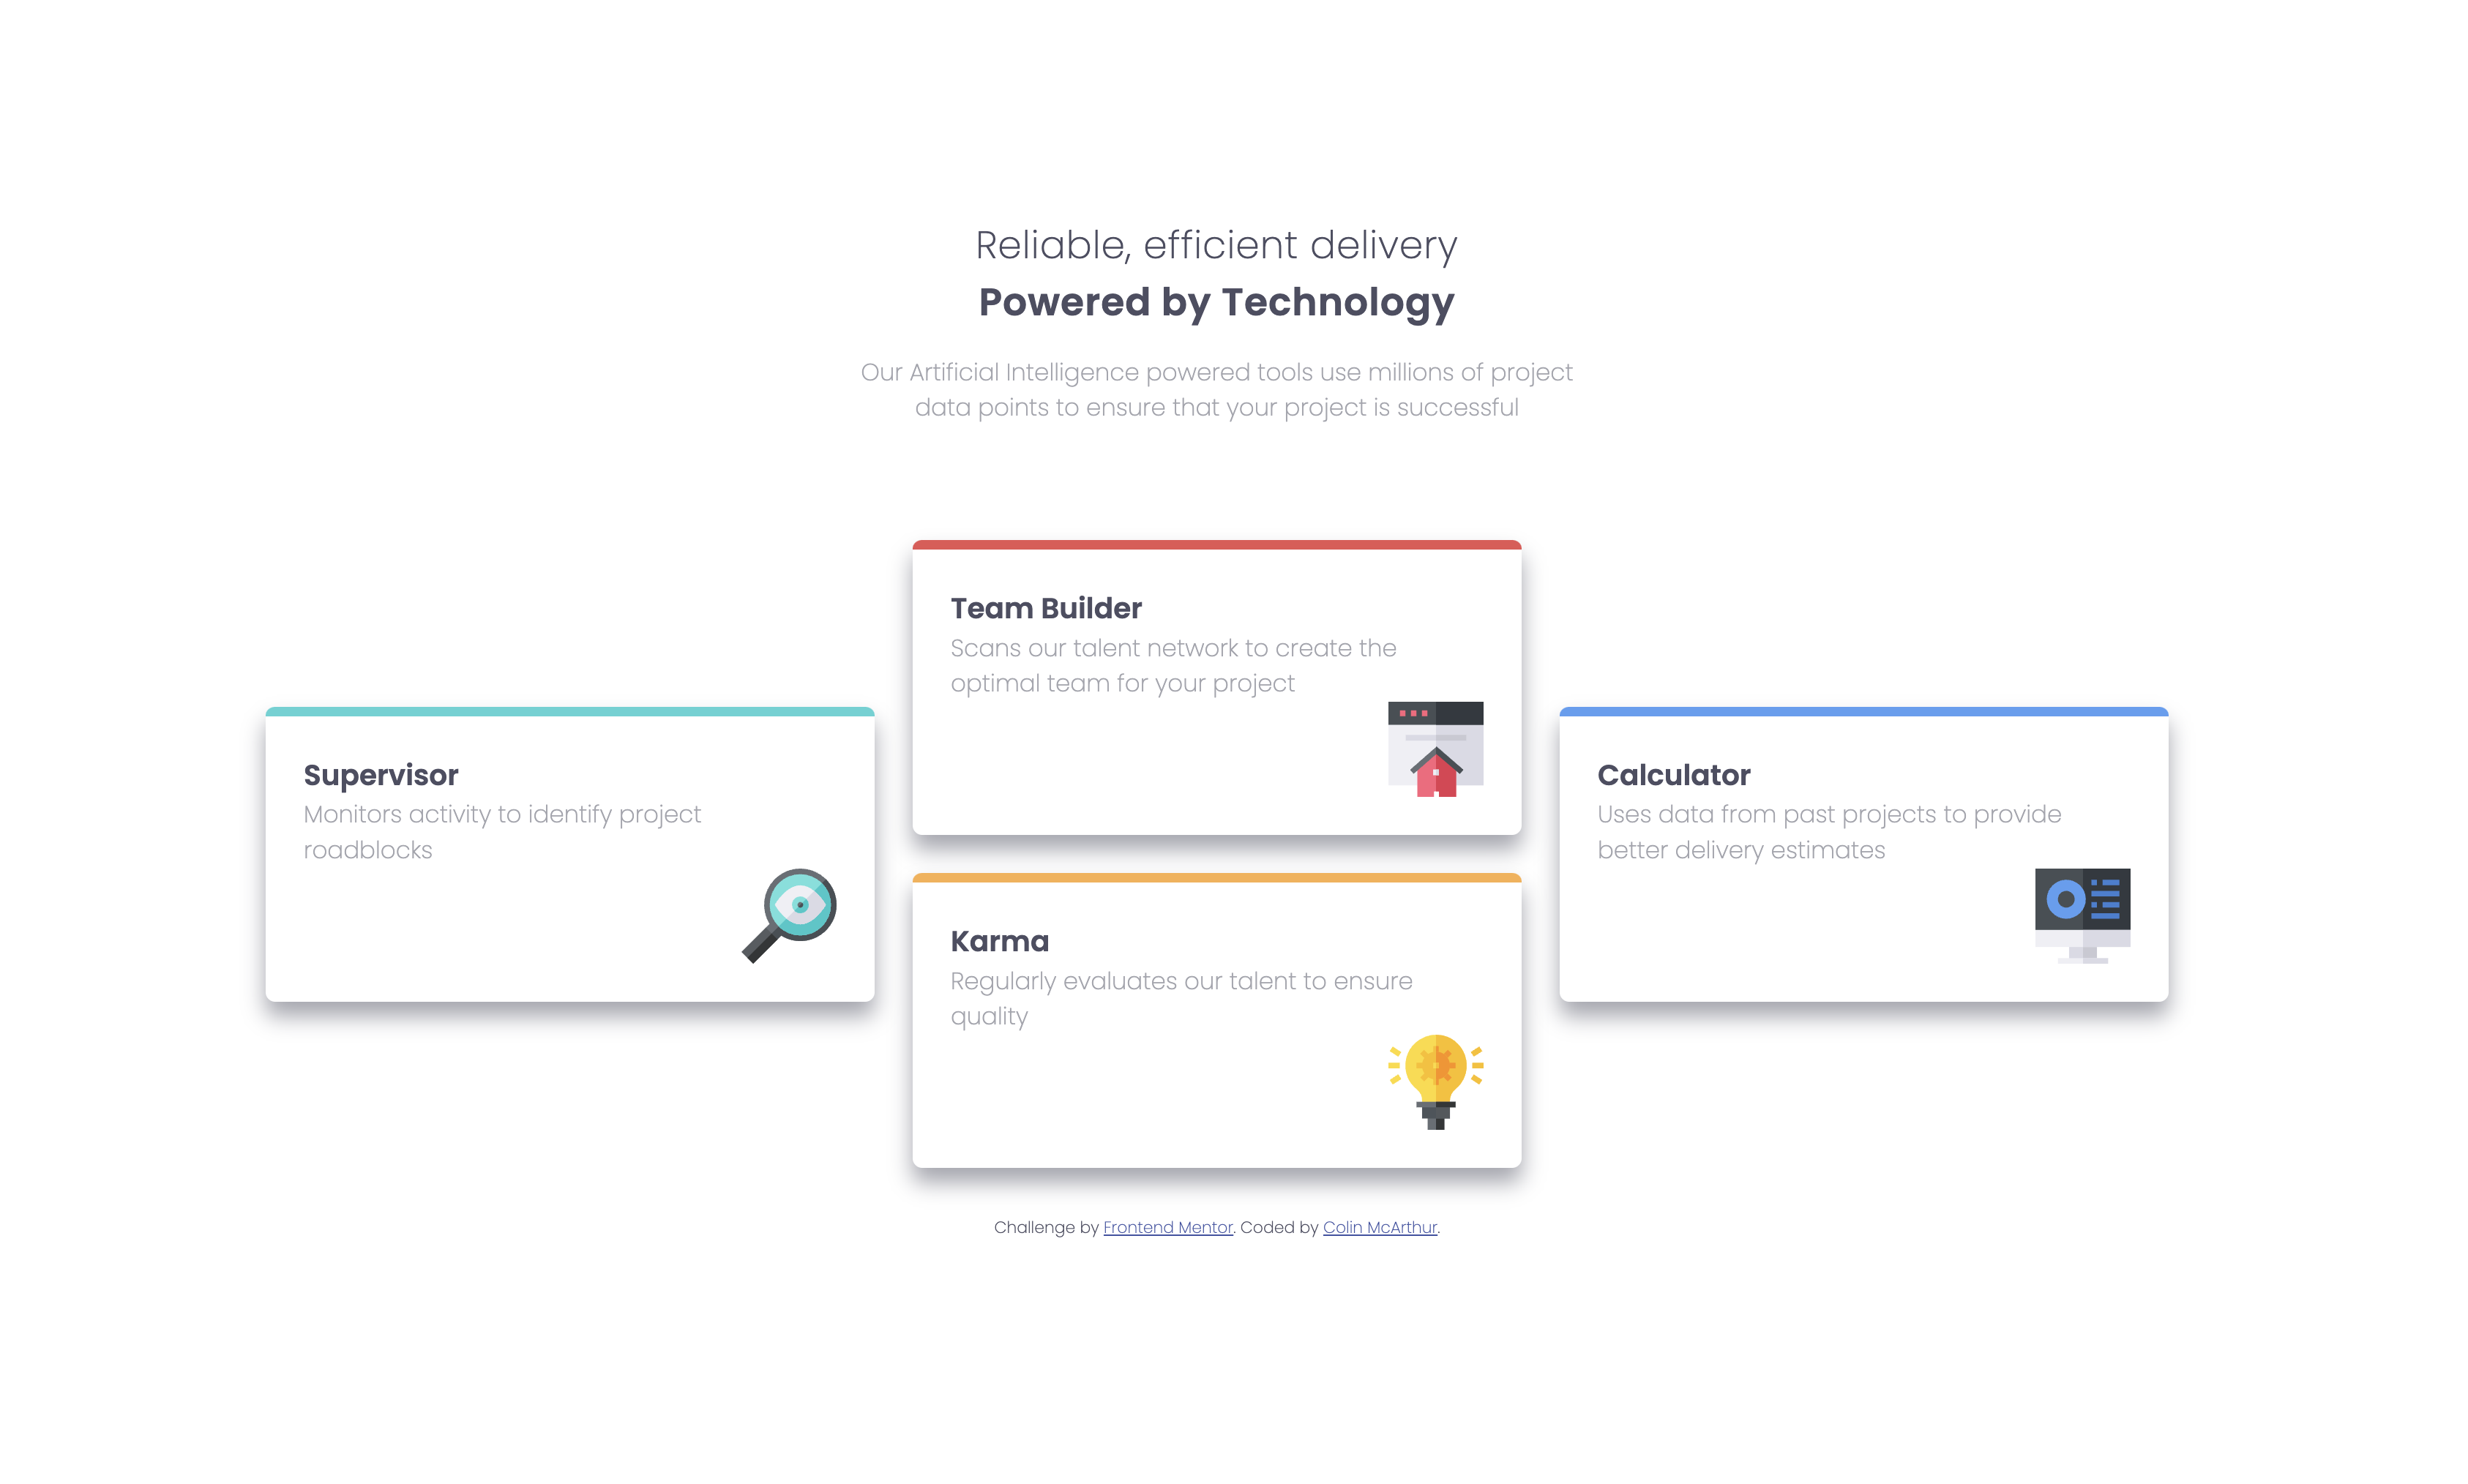 Reliable, efficient delivery
Powered by Technology
Our Artificial Intelligence powered tools use millions of project
data points to ensure that your project is successful
Supervisor
Monitors activity to identify project
roadblocks
Team Builder
Scans our talent network to create the
optimal team for your project
Karma
Regularly evaluates our talent to ensure
quality
Calculator
Uses data from past projects to provide
better delivery estimates
Challenge by Frontend Mentor. Coded by Colin McArthur.